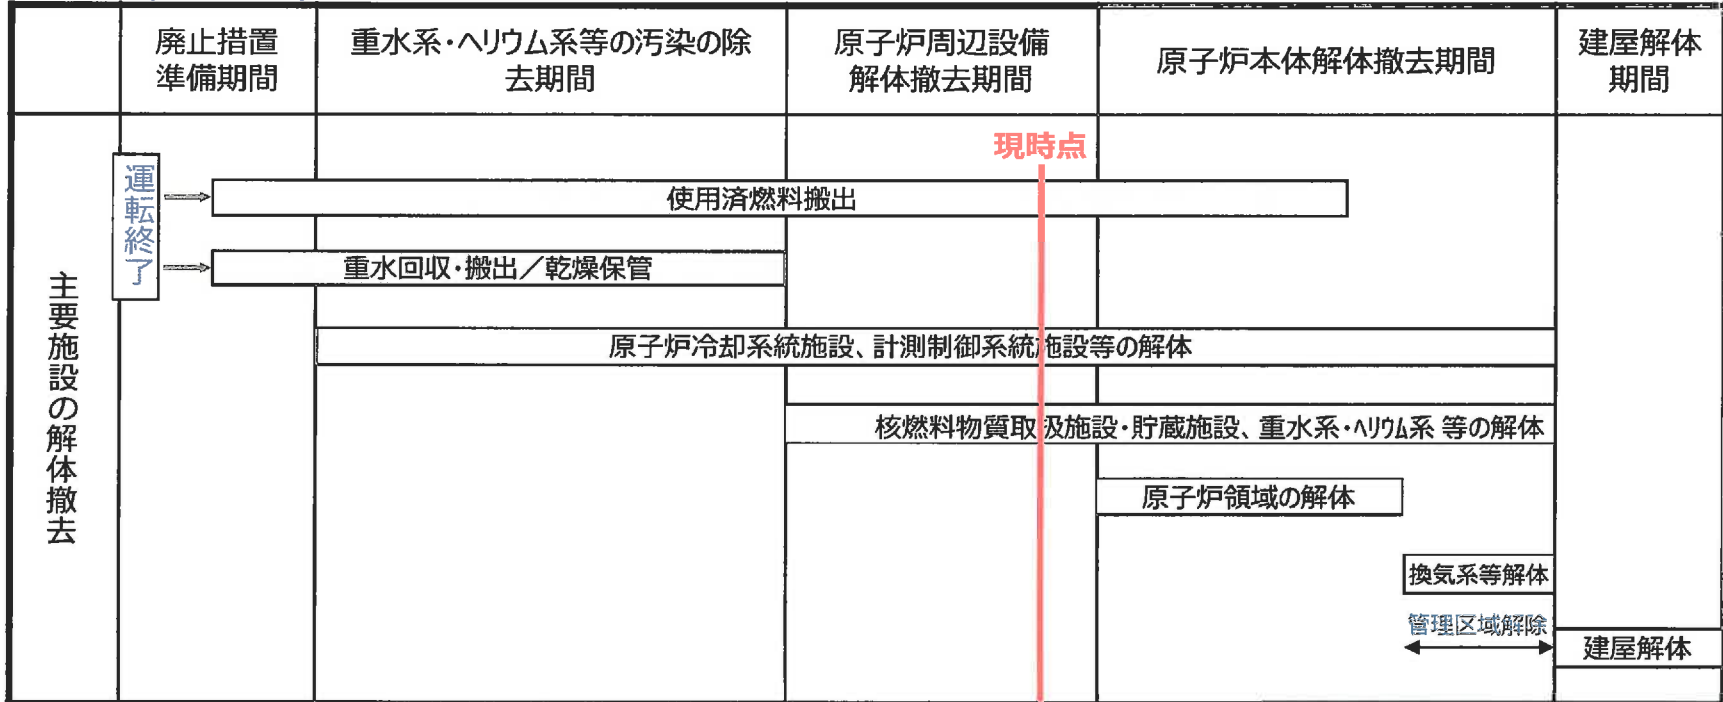 廃止措置
準備期間
重水系・ヘリウム系等の汚染の除
去期間
原子炉周辺設備
解体撤去期間
原子炉本体解体撤去期間
建屋解体
期間
主要施設の解体撤去
運転終了
現時点
使用済燃料搬出
重水回収・搬出／乾燥保管
原子炉冷却系統施設、計測制御系統施設等の解体
核燃料物質取扱施設・貯蔵施設、重水系・ヘリウム系 等の解体
原子炉領域の解体
換気系等解体
管理区域解除
建屋解体